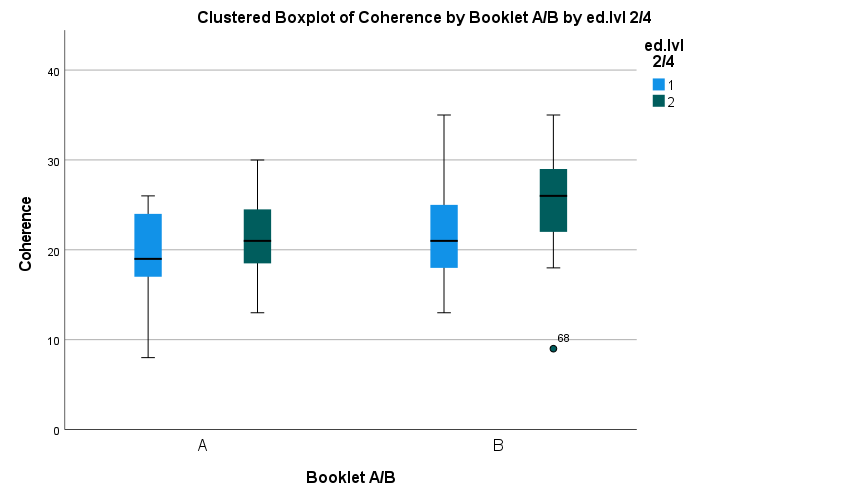 Clustered Boxplot of Coherence by Booklet A/B by ed.lvl 2/4
ed.lvl
2/4
1
2
40
30
20
10
0
Coherence
68
A
B
Booklet A/B